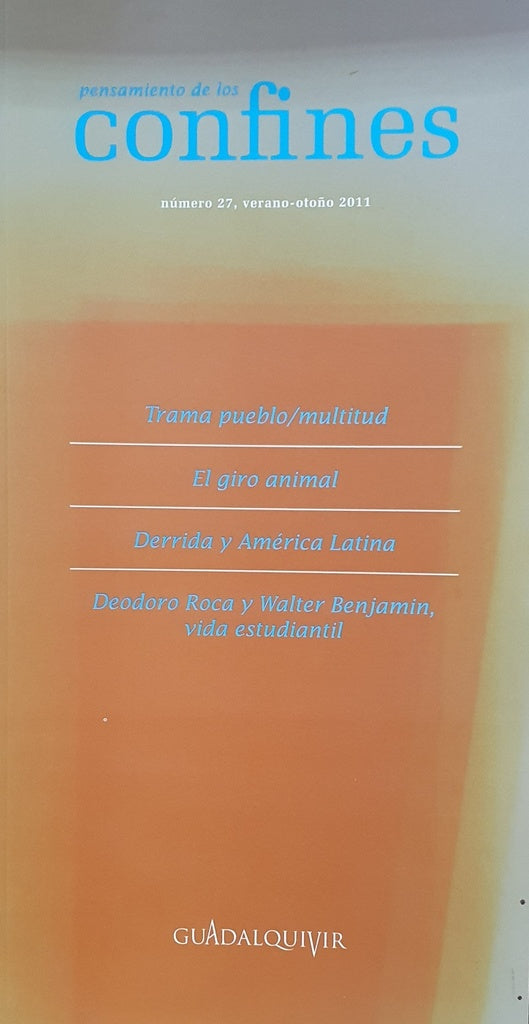 pensamiento de los
confines
número 27, verano-otoño 2011
Trama pueblo/multitud
El giro animal
Derrida y América Latina
Deodoro Roca y Walter Benjamin,
vida estudiantil
GUADALQUIVIR